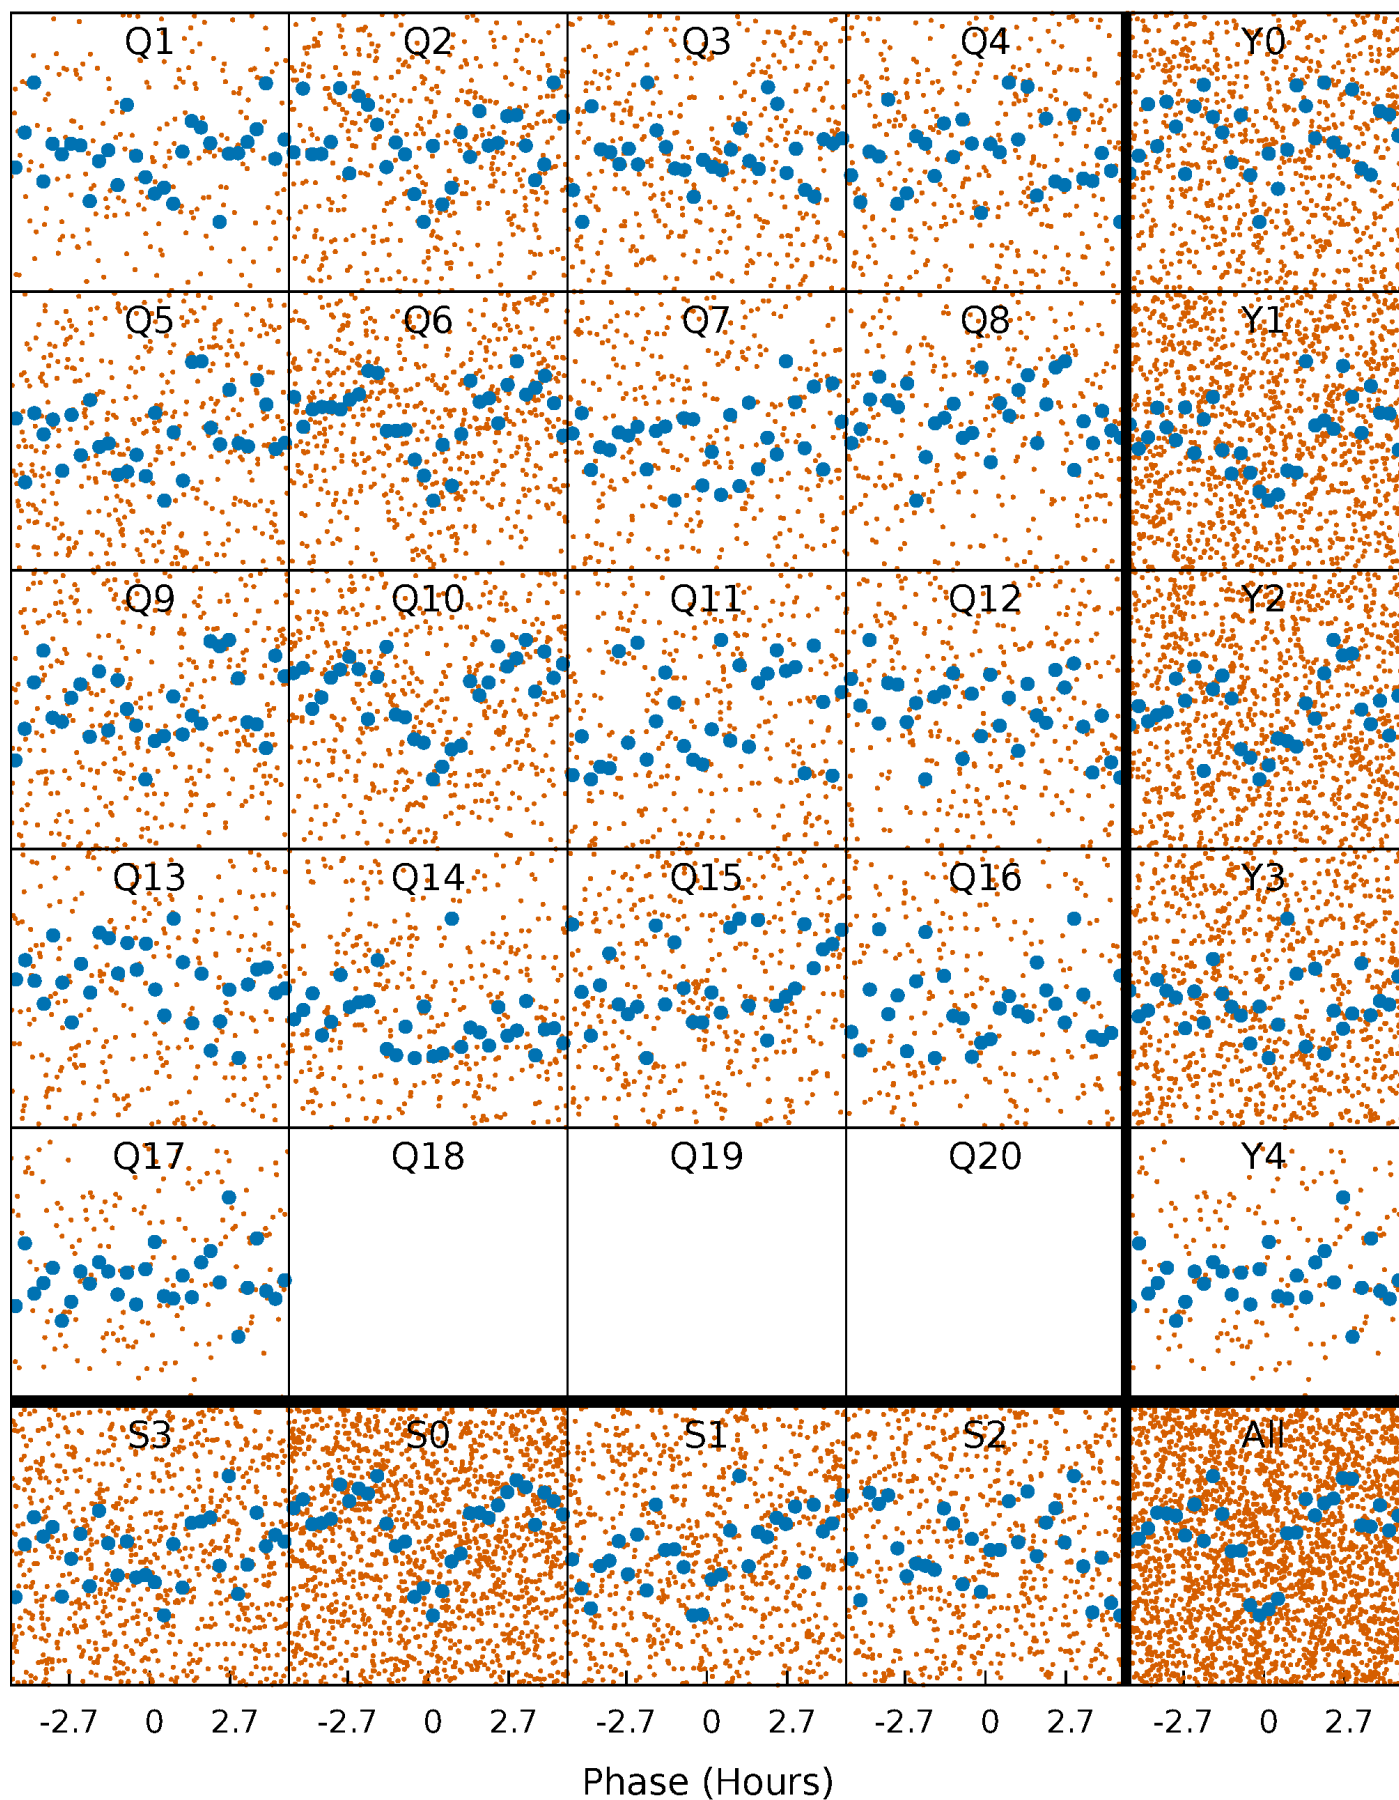 Q1 Q2 Q3 Q4 Y0
Q5 Q6 Q7 Q8 Y1
Q9 Q10 Q11 Q12 Y2
Q13 Q14 Q15 Q16 Y3
Q17 Q18 Q19 Q20 Y4
S3 S0 S1 S2 All
-2.7 0 2.7 -2.7 0 2.7 -2.7 0 2.7 -2.7 0 2.7 -2.7 0 2.7
Phase (Hours)